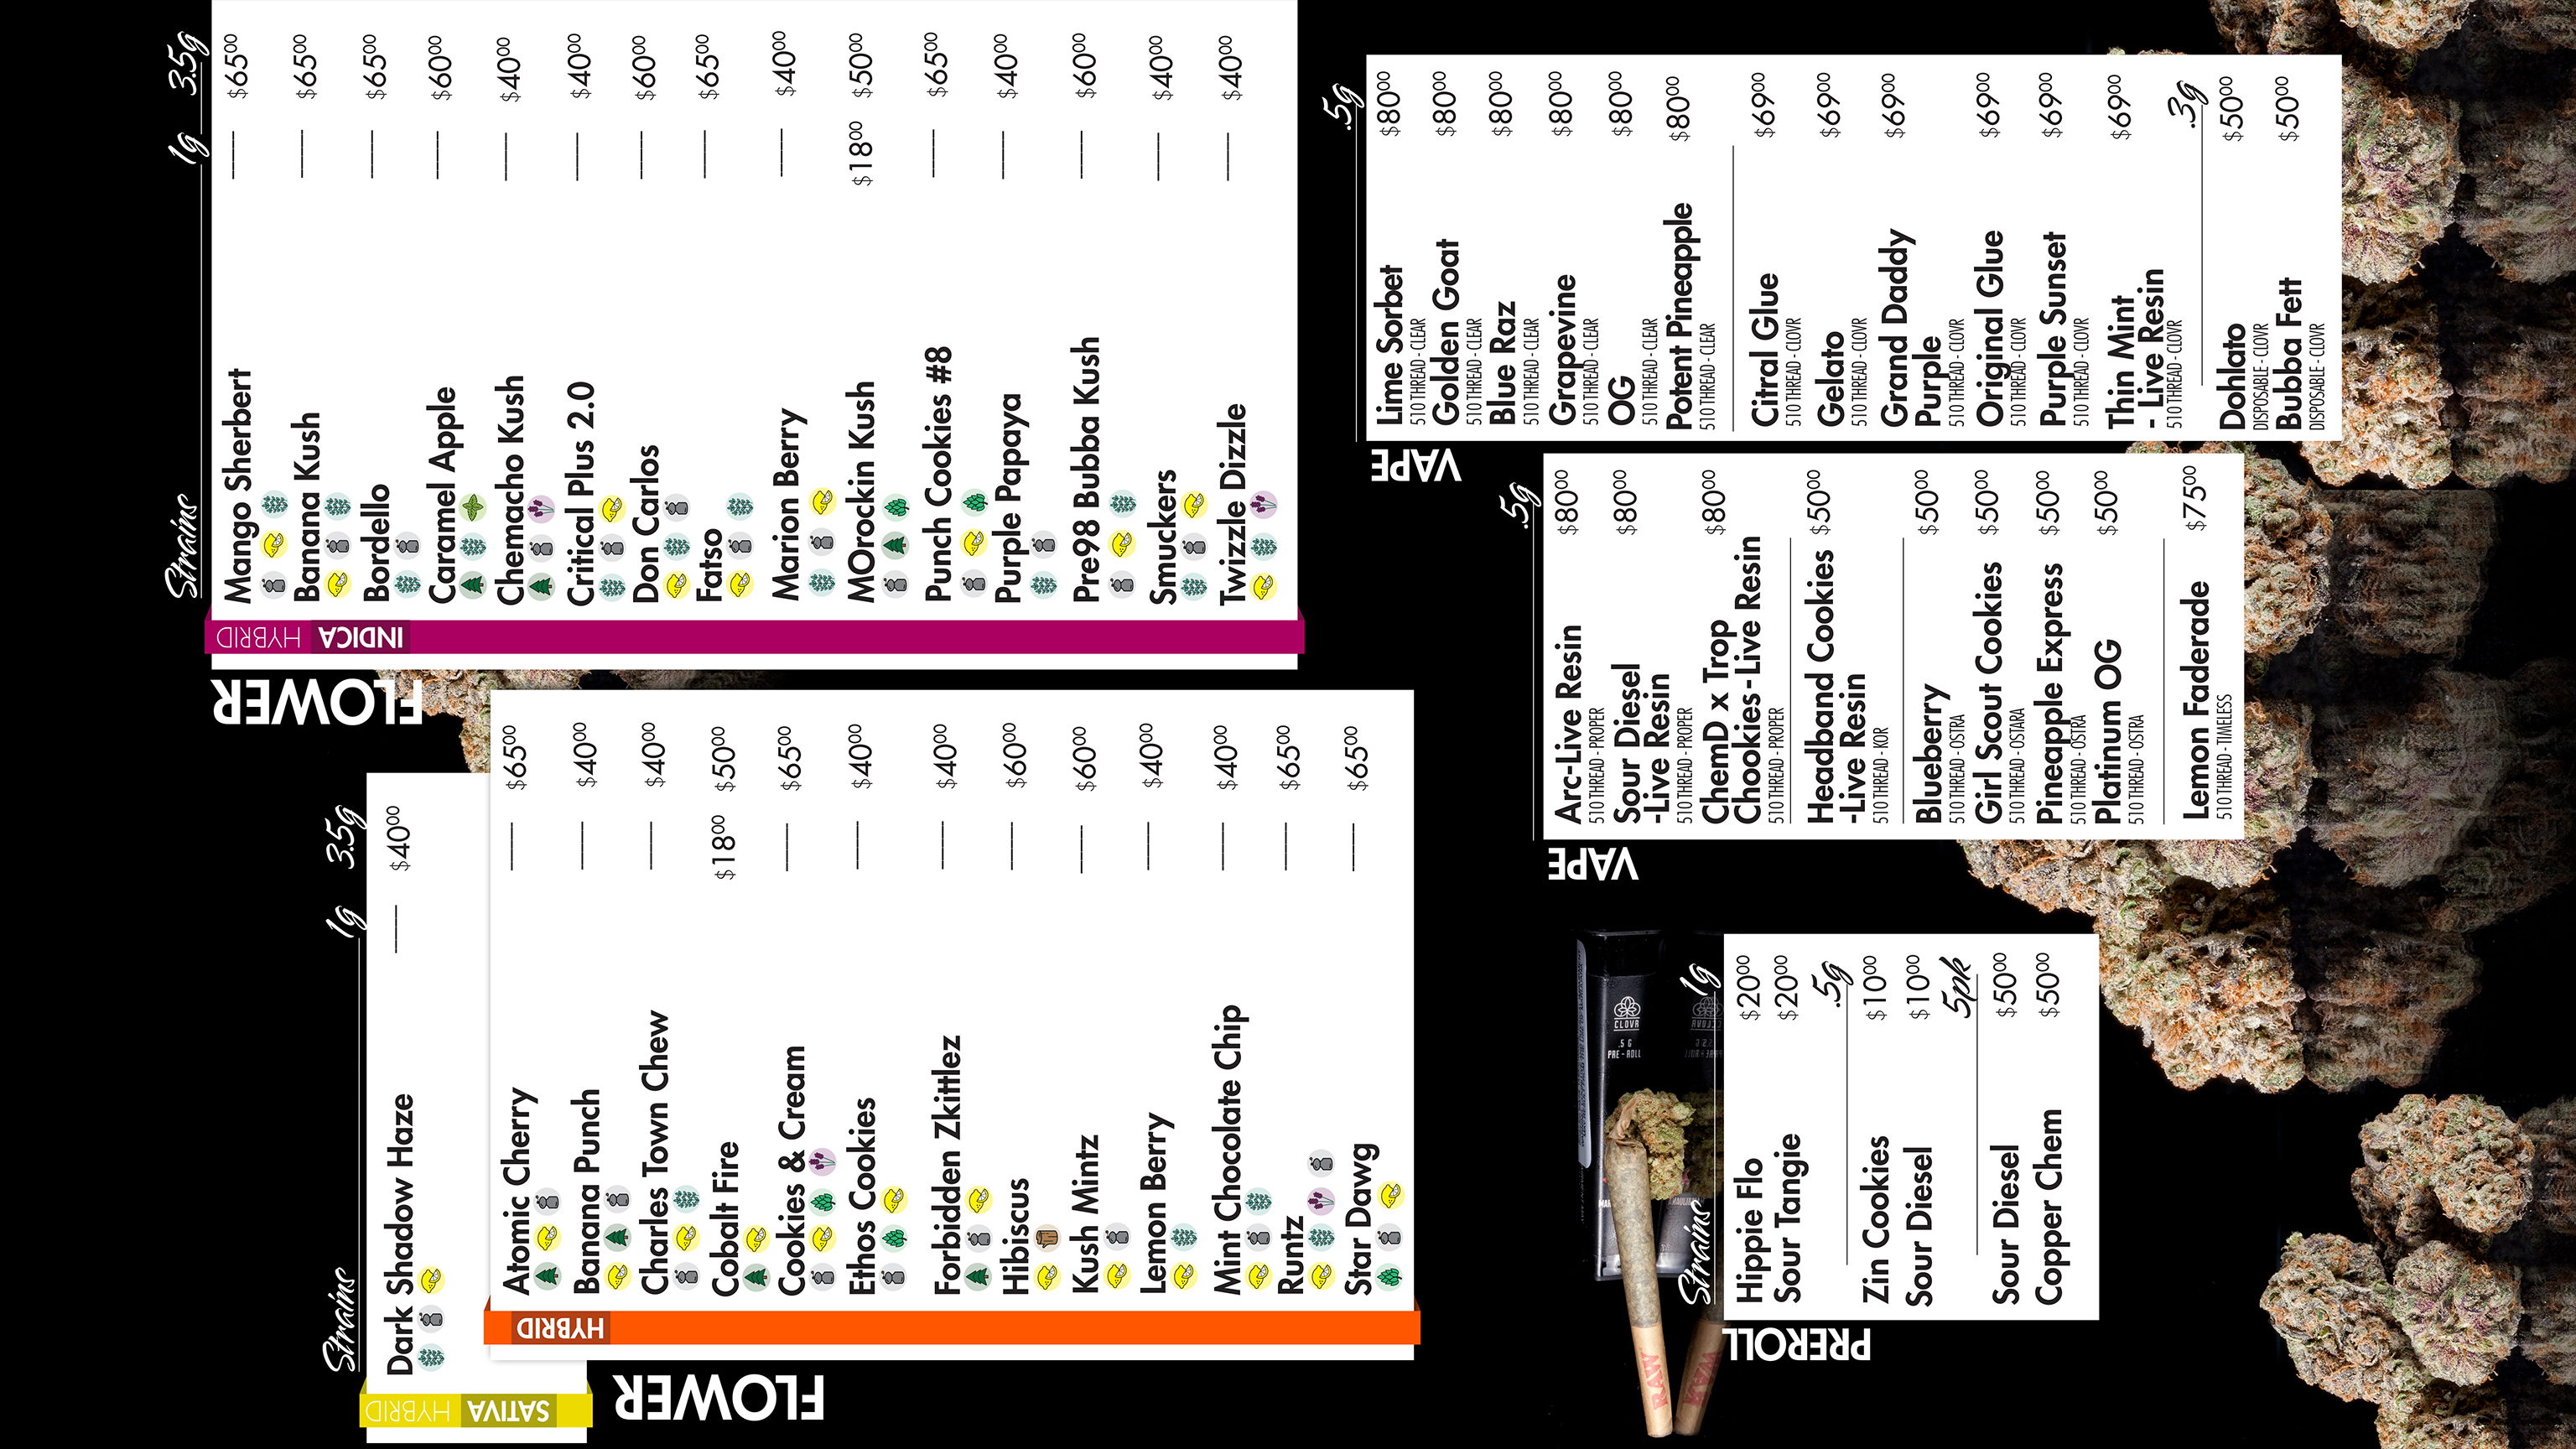 FLOWER
SATIVA HYBRID
Strains 1g 3.5g
Dark Shadow Haze — $40.00
FLOWER
HYBRID
Atomic Cherry — $65.00
Banana Punch — $40.00
Charles Town Chew — $40.00
Cobalt Fire $18.00 $50.00
Cookies & Cream — $65.00
Ethos Cookies — $40.00
Forbidden Zkittlez — $40.00
Hibiscus — $60.00
Kush Mintz — $60.00
Lemon Berry — $40.00
Mint Chocolate Chip — $40.00
Runtz — $65.00
Star Dawg — $65.00
INDICA HYBRID
Strains 1g 3.5g
Mango Sherbert — $65.00
Banana Kush — $65.00
Bordello — $65.00
Caramel Apple — $60.00
Chemacho Kush — $40.00
Critical Plus 2.0 — $40.00
Don Carlos — $60.00
Fatso — $65.00
Marion Berry — $40.00
MOrockin Kush $18.00 $50.00
Punch Cookies #8 — $65.00
Purple Papaya — $40.00
Pre98 Bubba Kush — $60.00
Smuckers — $40.00
Twizzle Dizzle — $40.00
PREROLL
Strains 1g
Hippie Flo $20.00
Sour Tangie $20.00
.5g
Zin Cookies $10.00
Sour Diesel $10.00
5pk
Sour Diesel $50.00
Copper Chem $50.00
CLOVR
.5 G
PRE-ROLL
RAW
VAPE
.5g
Arc-Live Resin $80.00
510 THREAD - PROPER
Sour Diesel $80.00
-Live Resin
510 THREAD - PROPER
ChemD x Trop $80.00
Chookies-Live Resin
510 THREAD - PROPER
Headband Cookies $50.00
-Live Resin
510 THREAD - KOR
Blueberry $50.00
510 THREAD - OSTRA
Girl Scout Cookies $50.00
510 THREAD - OSTARA
Pineapple Express $50.00
510 THREAD - OSTRA
Platinum OG $50.00
510 THREAD - OSTRA
Lemon Faderade $75.00
510 THREAD - TIMELESS
VAPE
.5g
Lime Sorbet $80.00
510 THREAD - CLEAR
Golden Goat $80.00
510 THREAD - CLEAR
Blue Raz $80.00
510 THREAD - CLEAR
Grapevine $80.00
510 THREAD - CLEAR
OG $80.00
510 THREAD - CLEAR
Potent Pineapple $80.00
510 THREAD - CLEAR
Citral Glue $69.00
510 THREAD - CLOVR
Gelato $69.00
510 THREAD - CLOVR
Grand Daddy $69.00
Purple
510 THREAD - CLOVR
Original Glue $69.00
510 THREAD - CLOVR
Purple Sunset $69.00
510 THREAD - CLOVR
Thin Mint $69.00
- Live Resin
510 THREAD - CLOVR
.3g
Dohlato $50.00
DISPOSABLE - CLOVR
Bubba Fett $50.00
DISPOSABLE - CLOVR